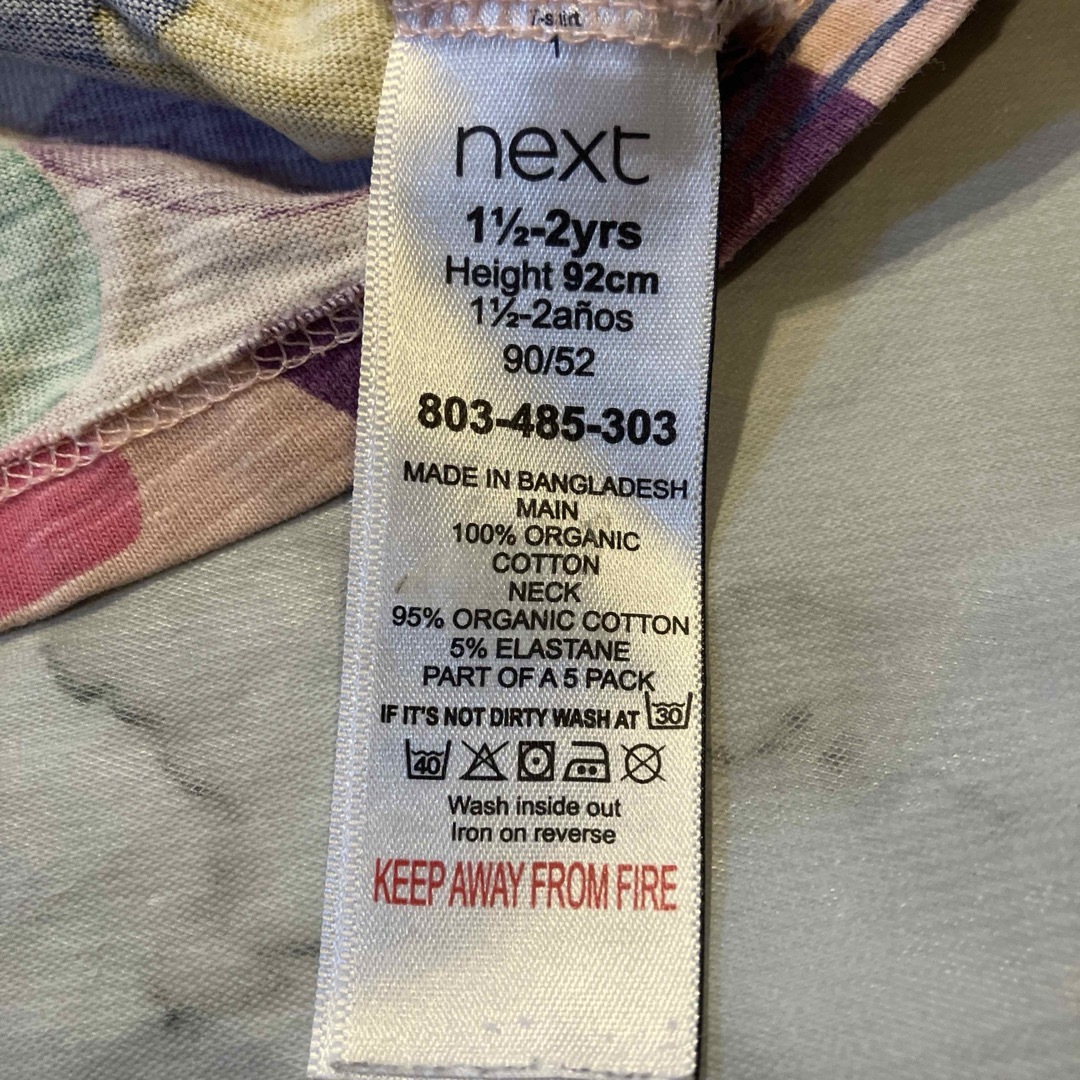 T-shirt
1
next
1½-2yrs
Height 92cm
1½-2años
90/52
803-485-303
MADE IN BANGLADESH
MAIN
100% ORGANIC
COTTON
NECK
95% ORGANIC COTTON
5% ELASTANE
PART OF A 5 PACK
IF IT'S NOT DIRTY WASH AT 30
40
Wash inside out
Iron on reverse
KEEP AWAY FROM FIRE